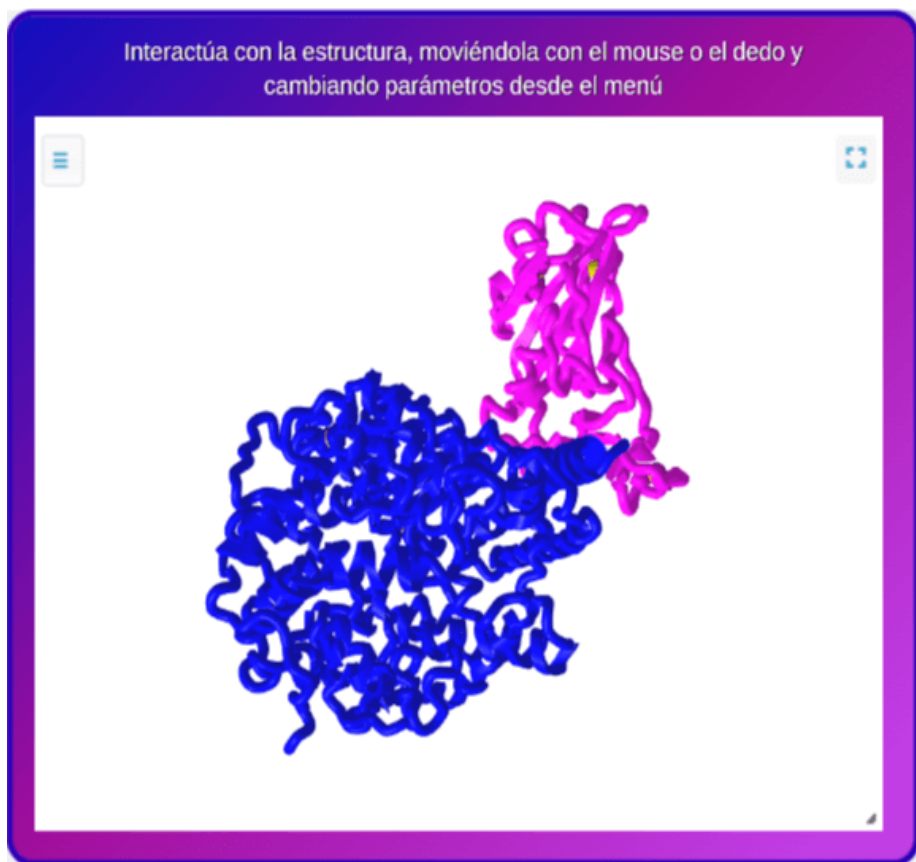 Interactúa con la estructura, moviéndola con el mouse o el dedo y
cambiando parámetros desde el menú